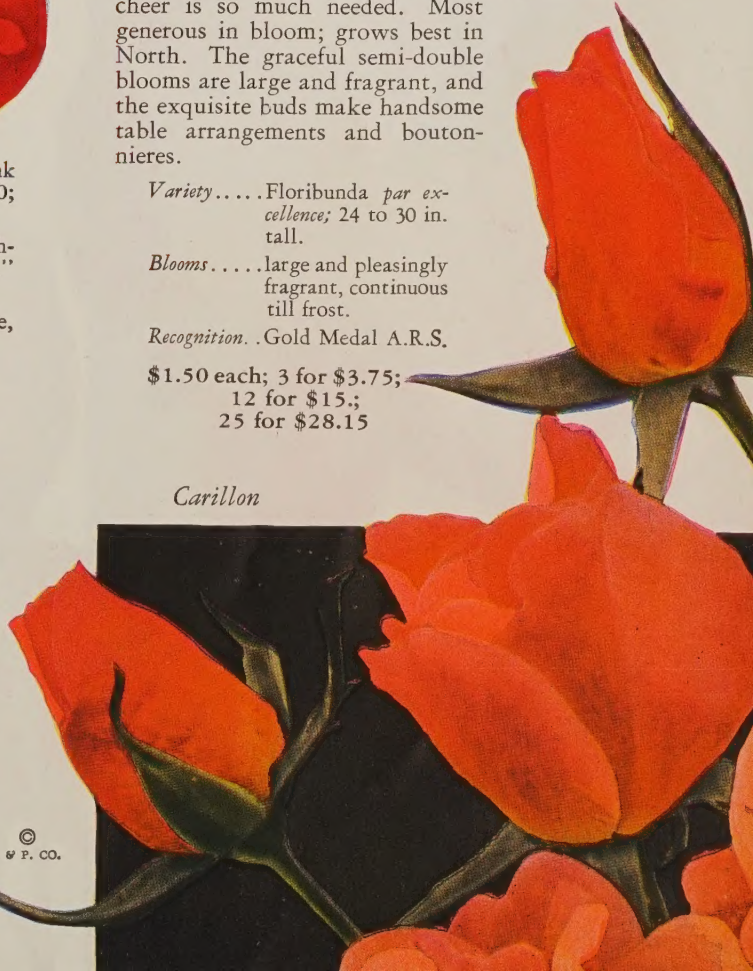 cheer is so much needed. Most
generous in bloom; grows best in
North. The graceful semi-double
blooms are large and fragrant, and
the exquisite buds make handsome
table arrangements and bouton-
nieres.
Variety.....Floribunda par ex-
cellence; 24 to 30 in.
tall.
Blooms.....large and pleasingly
fragrant, continuous
till frost.
Recognition..Gold Medal A.R.S.
$1.50 each; 3 for $3.75;
12 for $15.;
25 for $28.15
Carillon
©
& P. CO.